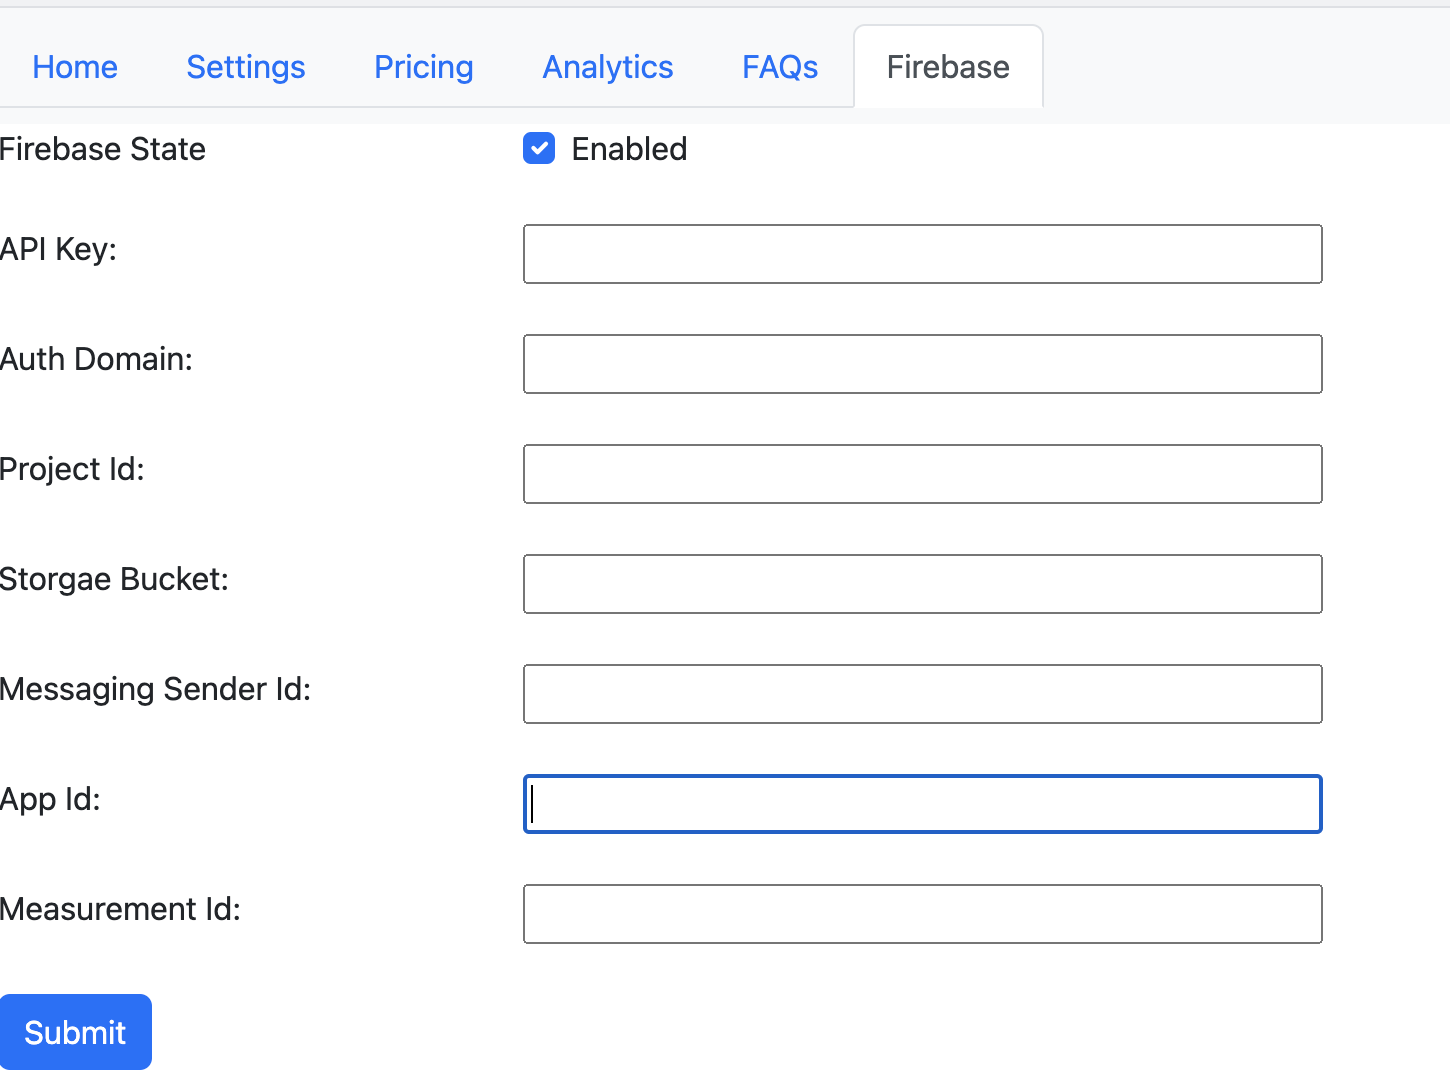 Home Settings Pricing Analytics FAQs Firebase
Firebase State Enabled
API Key:
Auth Domain:
Project Id:
Storgae Bucket:
Messaging Sender Id:
App Id:
Measurement Id:
Submit